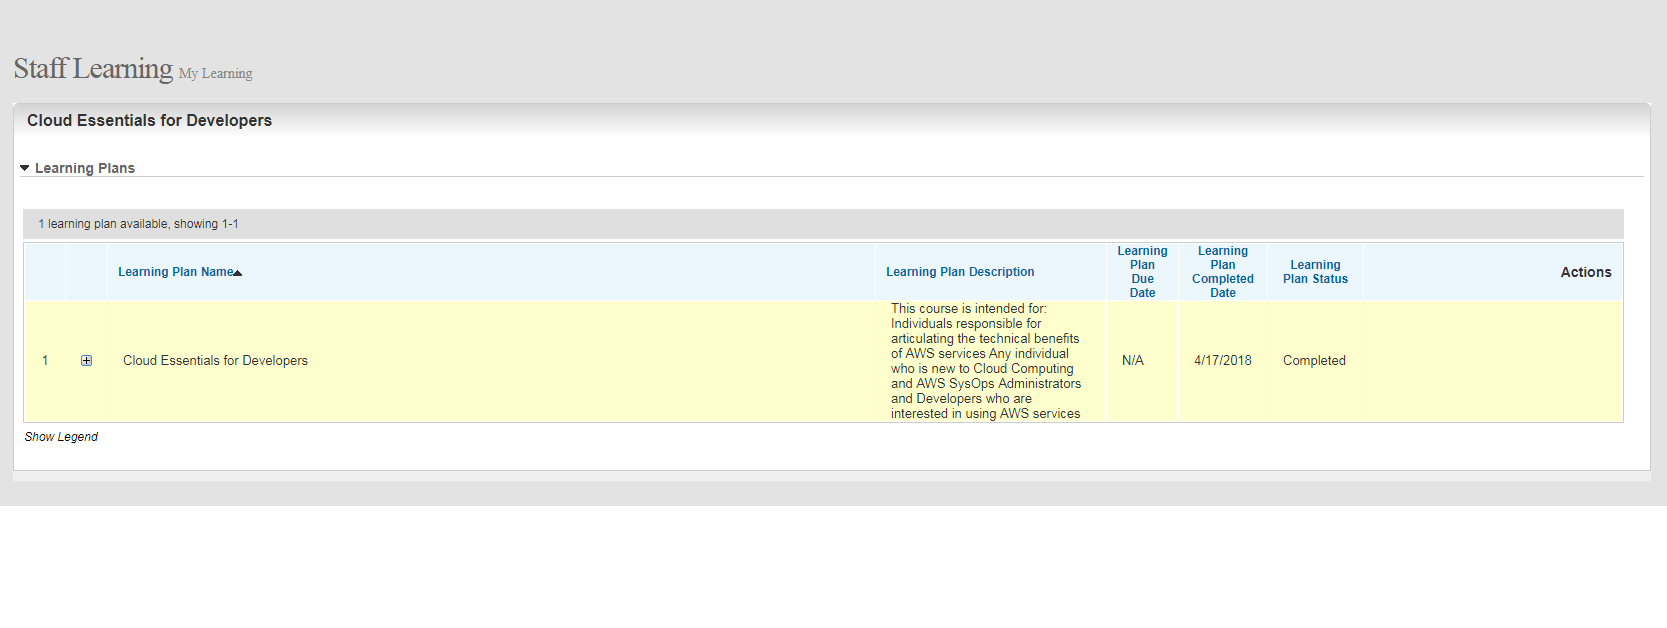 Staff Learning My Learning
Cloud Essentials for Developers
Learning Plans
1 learning plan available, showing 1-1
Learning Plan Name
Learning Plan Description
Learning
Plan
Due
Date
Learning
Plan
Completed
Date
Learning
Plan Status
Actions
1
Cloud Essentials for Developers
This course is intended for:
Individuals responsible for
articulating the technical benefits
of AWS services Any individual
who is new to Cloud Computing
and AWS SysOps Administrators
and Developers who are
interested in using AWS services
N/A
4/17/2018
Completed
Show Legend